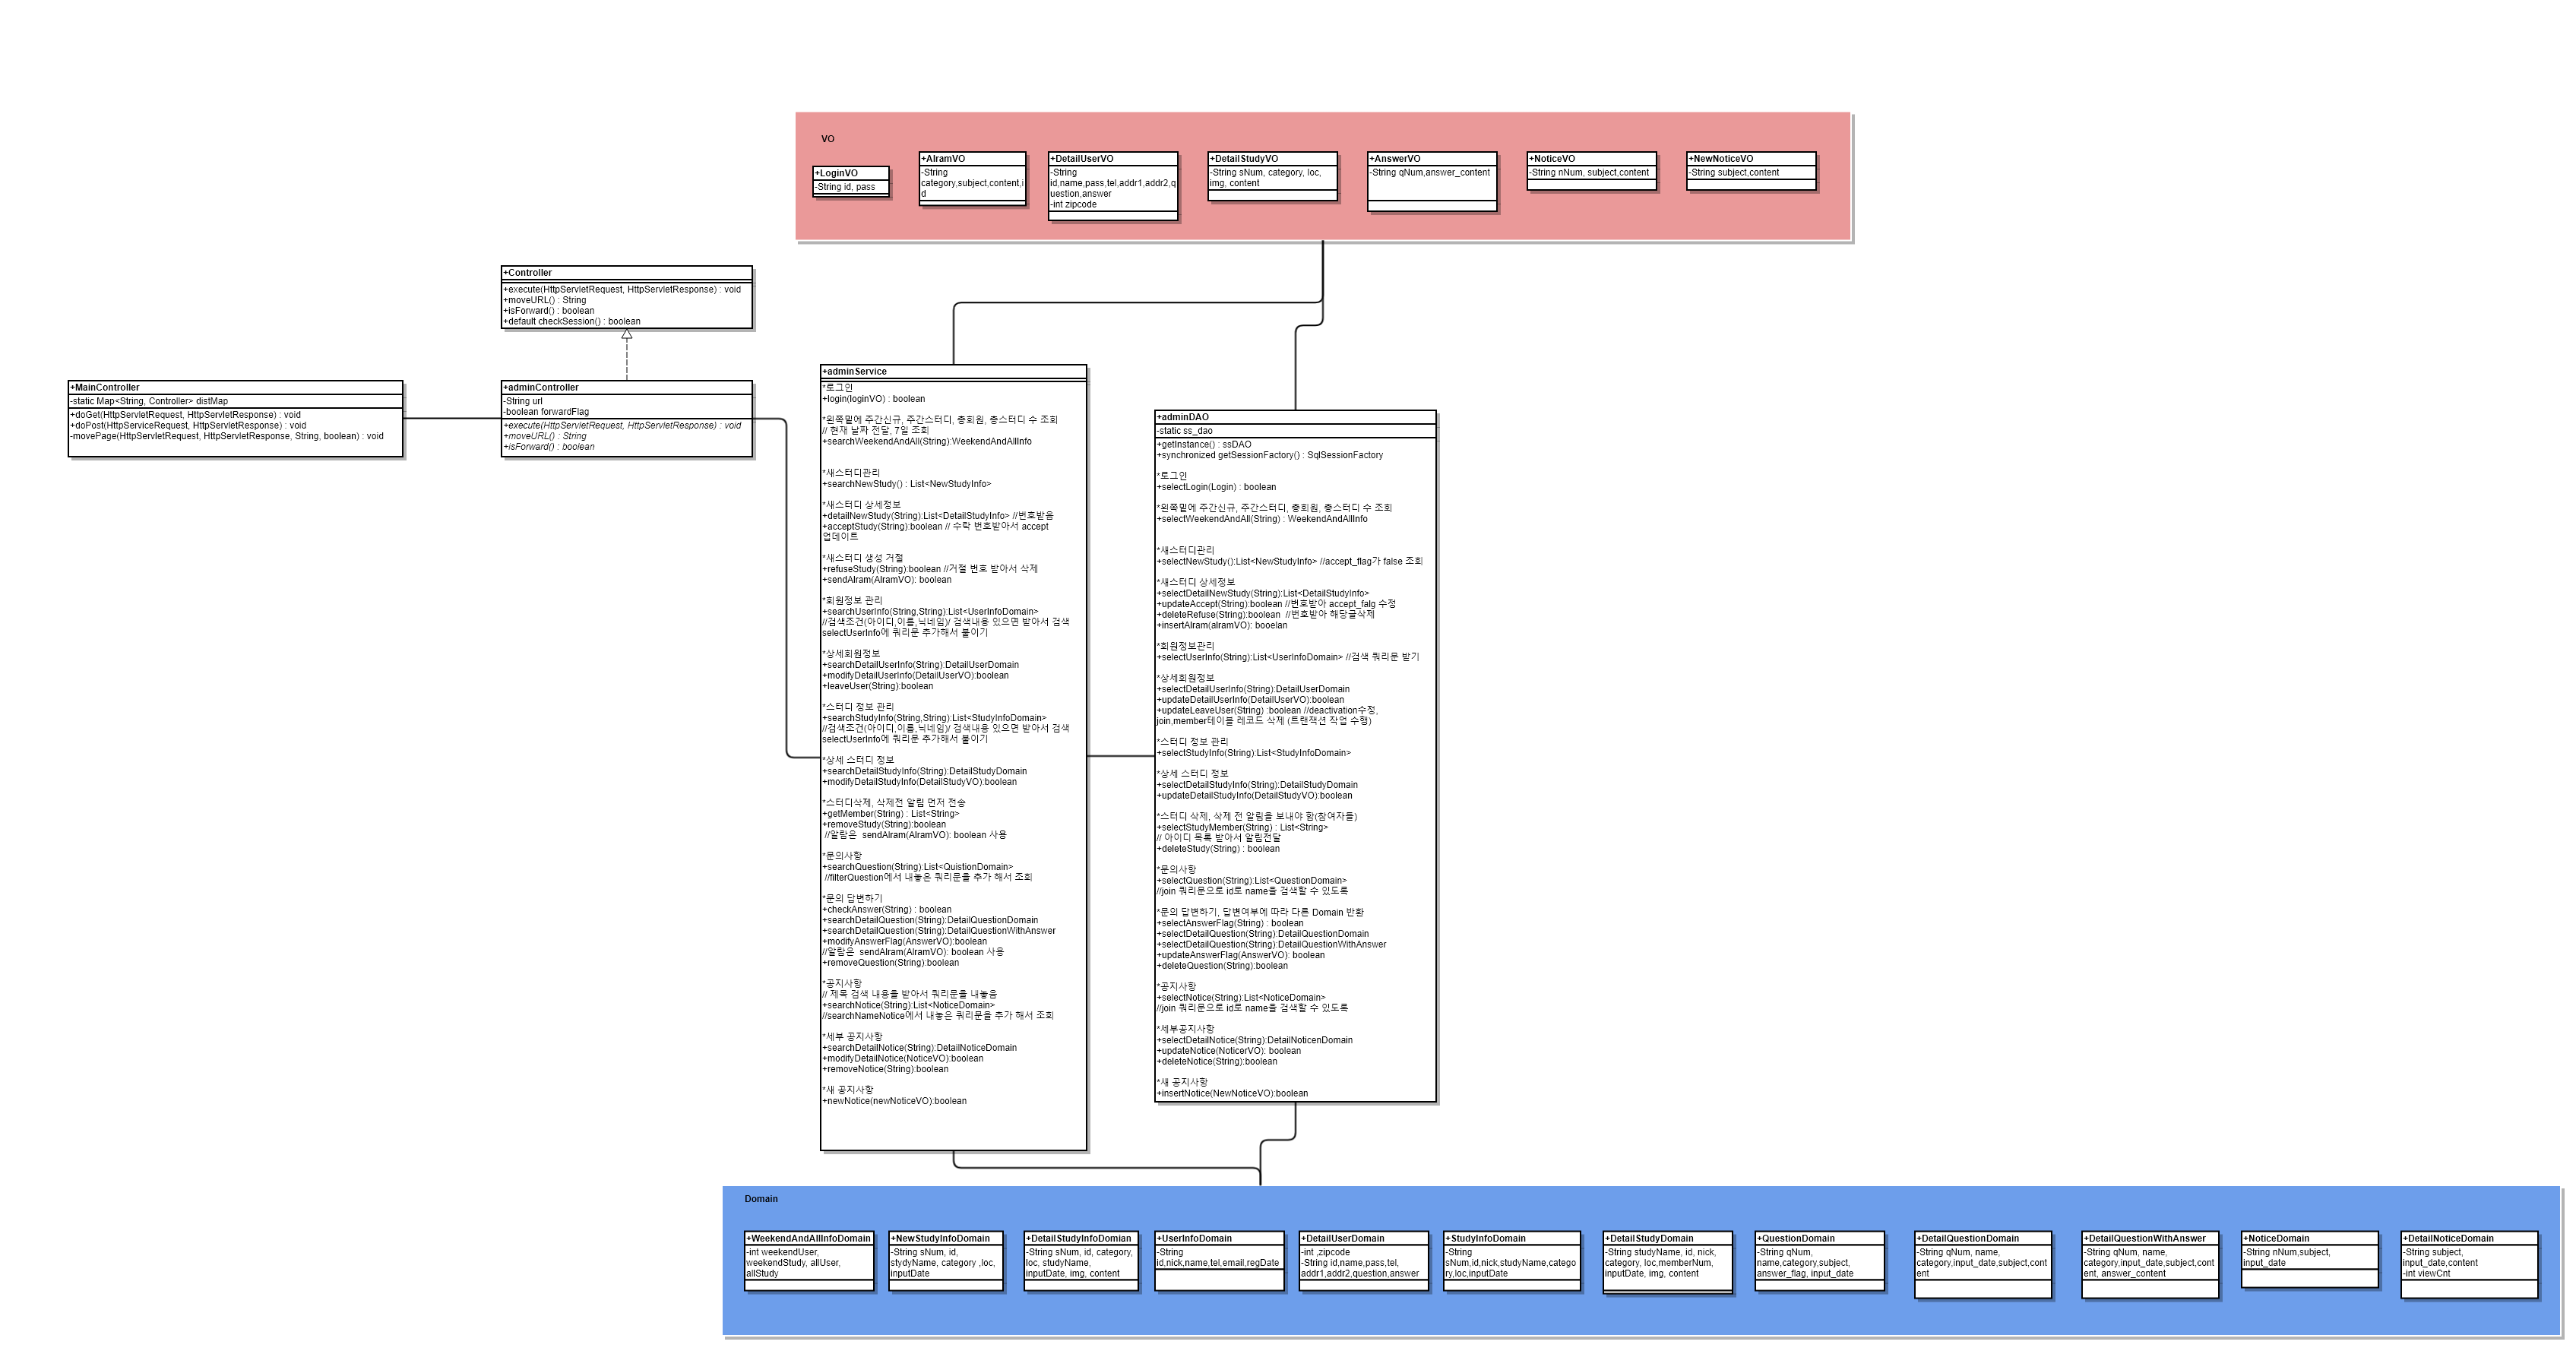 VO
+LoginVO
-String id, pass
+AlramVO
-String
category,subject,content,i
d
+DetailUserVO
-String
id,name,pass,tel,addr1,addr2,q
uestion,answer
-int zipcode
+DetailStudyVO
-String sNum, category, loc,
img, content
+AnswerVO
-String qNum,answer_content
+NoticeVO
-String nNum, subject,content
+NewNoticeVO
-String subject,content
+Controller
+execute(HttpServletRequest, HttpServletResponse) : void
+moveURL() : String
+isForward() : boolean
+default checkSession() : boolean
+MainController
-static Map<String, Controller> distMap
+doGet(HttpServletRequest, HttpServletResponse) : void
+doPost(HttpServiceRequest, HttpServletResponse) : void
-movePage(HttpServletRequest, HttpServletResponse, String, boolean) : void
+adminController
-String url
-boolean forwardFlag
+execute(HttpServletRequest, HttpServletResponse) : void
+moveURL() : String
+isForward() : boolean
+adminService
*로그인
+login(loginVO) : boolean
*왼쪽밑에 주간신규, 주간스터디, 총회원, 총스터디 수 조회
// 현재 날짜 전달, 7일 조회
+searchWeekendAndAll(String):WeekendAndAllInfo
*새스터디관리
+searchNewStudy() : List<NewStudyInfo>
*새스터디 상세정보
+detailNewStudy(String):List<DetailStudyInfo> //번호받음
+acceptStudy(String):boolean // 수락 번호받아서 accept
업데이트
*새스터디 생성 거절
+refuseStudy(String):boolean //거절 번호 받아서 삭제
+sendAlram(AlramVO): boolean
*회원정보 관리
+searchUserInfo(String,String):List<UserInfoDomain>
//검색조건(아이디,이름,닉네임)/ 검색내용 있으면 받아서 검색
selectUserInfo에 쿼리문 추가해서 붙이기
*상세회원정보
+searchDetailUserInfo(String):DetailUserDomain
+modifyDetailUserInfo(DetailUserVO):boolean
+leaveUser(String):boolean
*스터디 정보 관리
+searchStudyInfo(String,String):List<StudyInfoDomain>
//검색조건(아이디,이름,닉네임)/ 검색내용 있으면 받아서 검색
selectUserInfo에 쿼리문 추가해서 붙이기
*상세 스터디 정보
+searchDetailStudyInfo(String):DetailStudyDomain
+modifyDetailStudyInfo(DetailStudyVO):boolean
*스터디삭제, 삭제전 알림 먼저 전송
+getMember(String) : List<String>
+removeStudy(String):boolean
//알람은  sendAlram(AlramVO): boolean 사용
*문의사항
+searchQuestion(String):List<QuistionDomain>
//filterQuestion에서 내놓은 쿼리문을 추가 해서 조회
*문의 답변하기
+checkAnswer(String) : boolean
+searchDetailQuestion(String):DetailQuestionDomain
+searchDetailQuestion(String):DetailQuestionWithAnswer
+modifyAnswerFlag(AnswerVO):boolean
//알람은  sendAlram(AlramVO): boolean 사용
+removeQuestion(String):boolean
*공지사항
// 제목 검색 내용을 받아서 쿼리문을 내놓음
+searchNotice(String):List<NoticeDomain>
//searchNameNotice에서 내놓은 쿼리문을 추가 해서 조회
*세부 공지사항
+searchDetailNotice(String):DetailNoticeDomain
+modifyDetailNotice(NoticeVO):boolean
+removeNotice(String):boolean
*새 공지사항
+newNotice(newNoticeVO):boolean
+adminDAO
-static ss_dao
+getInstance() : ssDAO
+synchronized getSessionFactory() : SqlSessionFactory
*로그인
+selectLogin(Login) : boolean
*왼쪽밑에 주간신규, 주간스터디, 총회원, 총스터디 수 조회
+selectWeekendAndAll(String) : WeekendAndAllInfo
*새스터디관리
+selectNewStudy():List<NewStudyInfo> //accept_flag가 false 조회
*새스터디 상세정보
+selectDetailNewStudy(String):List<DetailStudyInfo>
+updateAccept(String):boolean //번호받아 accept_falg 수정
+deleteRefuse(String):boolean  //번호받아 해당글삭제
+insertAlram(alramVO): booelan
*회원정보관리
+selectUserInfo(String):List<UserInfoDomain> //검색 쿼리문 받기
*상세회원정보
+selectDetailUserInfo(String):DetailUserDomain
+updateDetailUserInfo(DetailUserVO):boolean
+updateLeaveUser(String) :boolean //deactivation수정,
join,member테이블 레코드 삭제 (트랜잭션 작업 수행)
*스터디 정보 관리
+selectStudyInfo(String):List<StudyInfoDomain>
*상세 스터디 정보
+selectDetailStudyInfo(String):DetailStudyDomain
+updateDetailStudyInfo(DetailStudyVO):boolean
*스터디 삭제, 삭제 전 알림을 보내야 함(참여자들)
+selectStudyMember(String) : List<String>
// 아이디 목록 받아서 알림전달
+deleteStudy(String) : boolean
*문의사항
+selectQuestion(String):List<QuestionDomain>
//join 쿼리문으로 id로 name을 검색할 수 있도록
*문의 답변하기, 답변여부에 따라 다른 Domain 반환
+selectAnswerFlag(String) : boolean
+selectDetailQuestion(String):DetailQuestionDomain
+selectDetailQuestion(String):DetailQuestionWithAnswer
+updateAnswerFlag(AnswerVO): boolean
+deleteQuestion(String):boolean
*공지사항
+selectNotice(String):List<NoticeDomain>
//join 쿼리문으로 id로 name을 검색할 수 있도록
*세부공지사항
+selectDetailNotice(String):DetailNoticenDomain
+updateNotice(NoticerVO): boolean
+deleteNotice(String):boolean
*새 공지사항
+insertNotice(NewNoticeVO):boolean
Domain
+WeekendAndAllInfoDomain
-int weekendUser,
weekendStudy, allUser,
allStudy
+NewStudyInfoDomain
-String sNum, id,
stydyName, category ,loc,
inputDate
+DetailStudyInfoDomian
-String sNum, id, category,
loc, studyName,
inputDate, img, content
+UserInfoDomain
-String
id,nick,name,tel,email,regDate
+DetailUserDomain
-int ,zipcode
-String id,name,pass,tel,
addr1,addr2,question,answer
+StudyInfoDomain
-String
sNum,id,nick,studyName,catego
ry,loc,inputDate
+DetailStudyDomain
-String studyName, id, nick,
category, loc,memberNum,
inputDate, img, content
+QuestionDomain
-String qNum,
name,category,subject,
answer_flag, input_date
+DetailQuestionDomain
-String qNum, name,
category,input_date,subject,cont
ent
+DetailQuestionWithAnswer
-String qNum, name,
category,input_date,subject,cont
ent, answer_content
+NoticeDomain
-String nNum,subject,
input_date
+DetailNoticeDomain
-String subject,
input_date,content
-int viewCnt